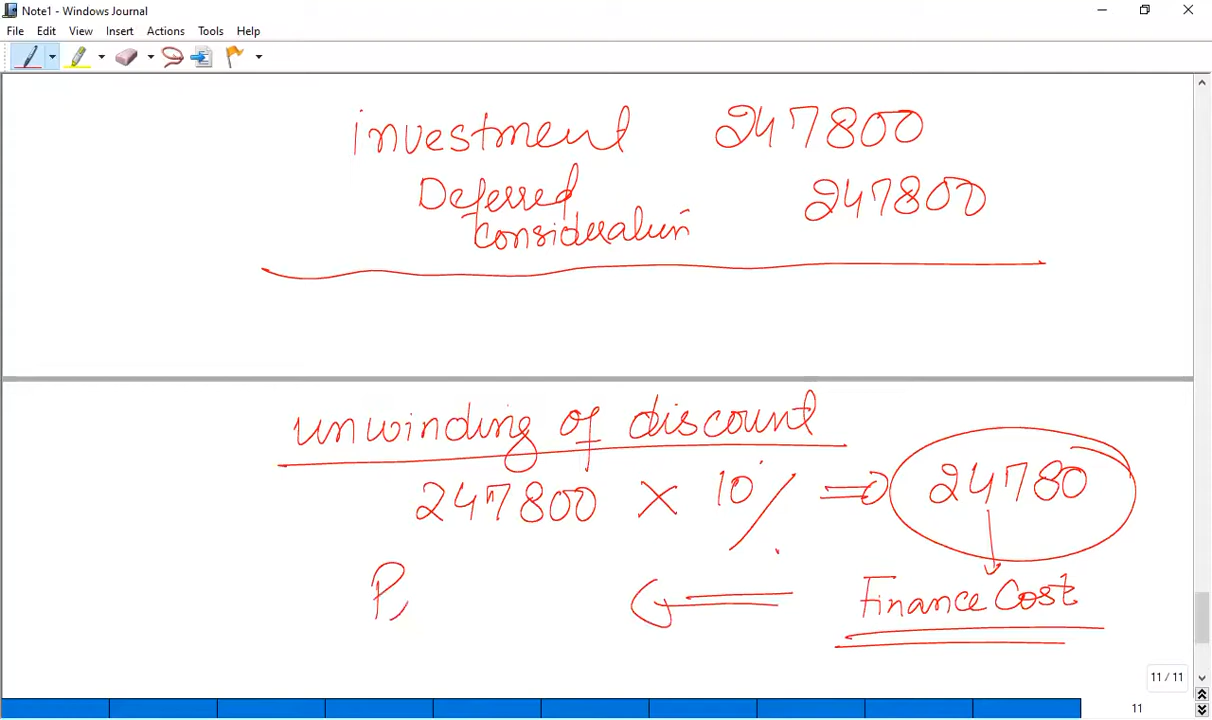 Note1 - Windows Journal
File Edit View Insert Actions Tools Help
investment 247800
Deferred 247800
consideration
unwinding of discount
247800 × 10% ⇒ 24780
P Finance Cost
11 / 11
11